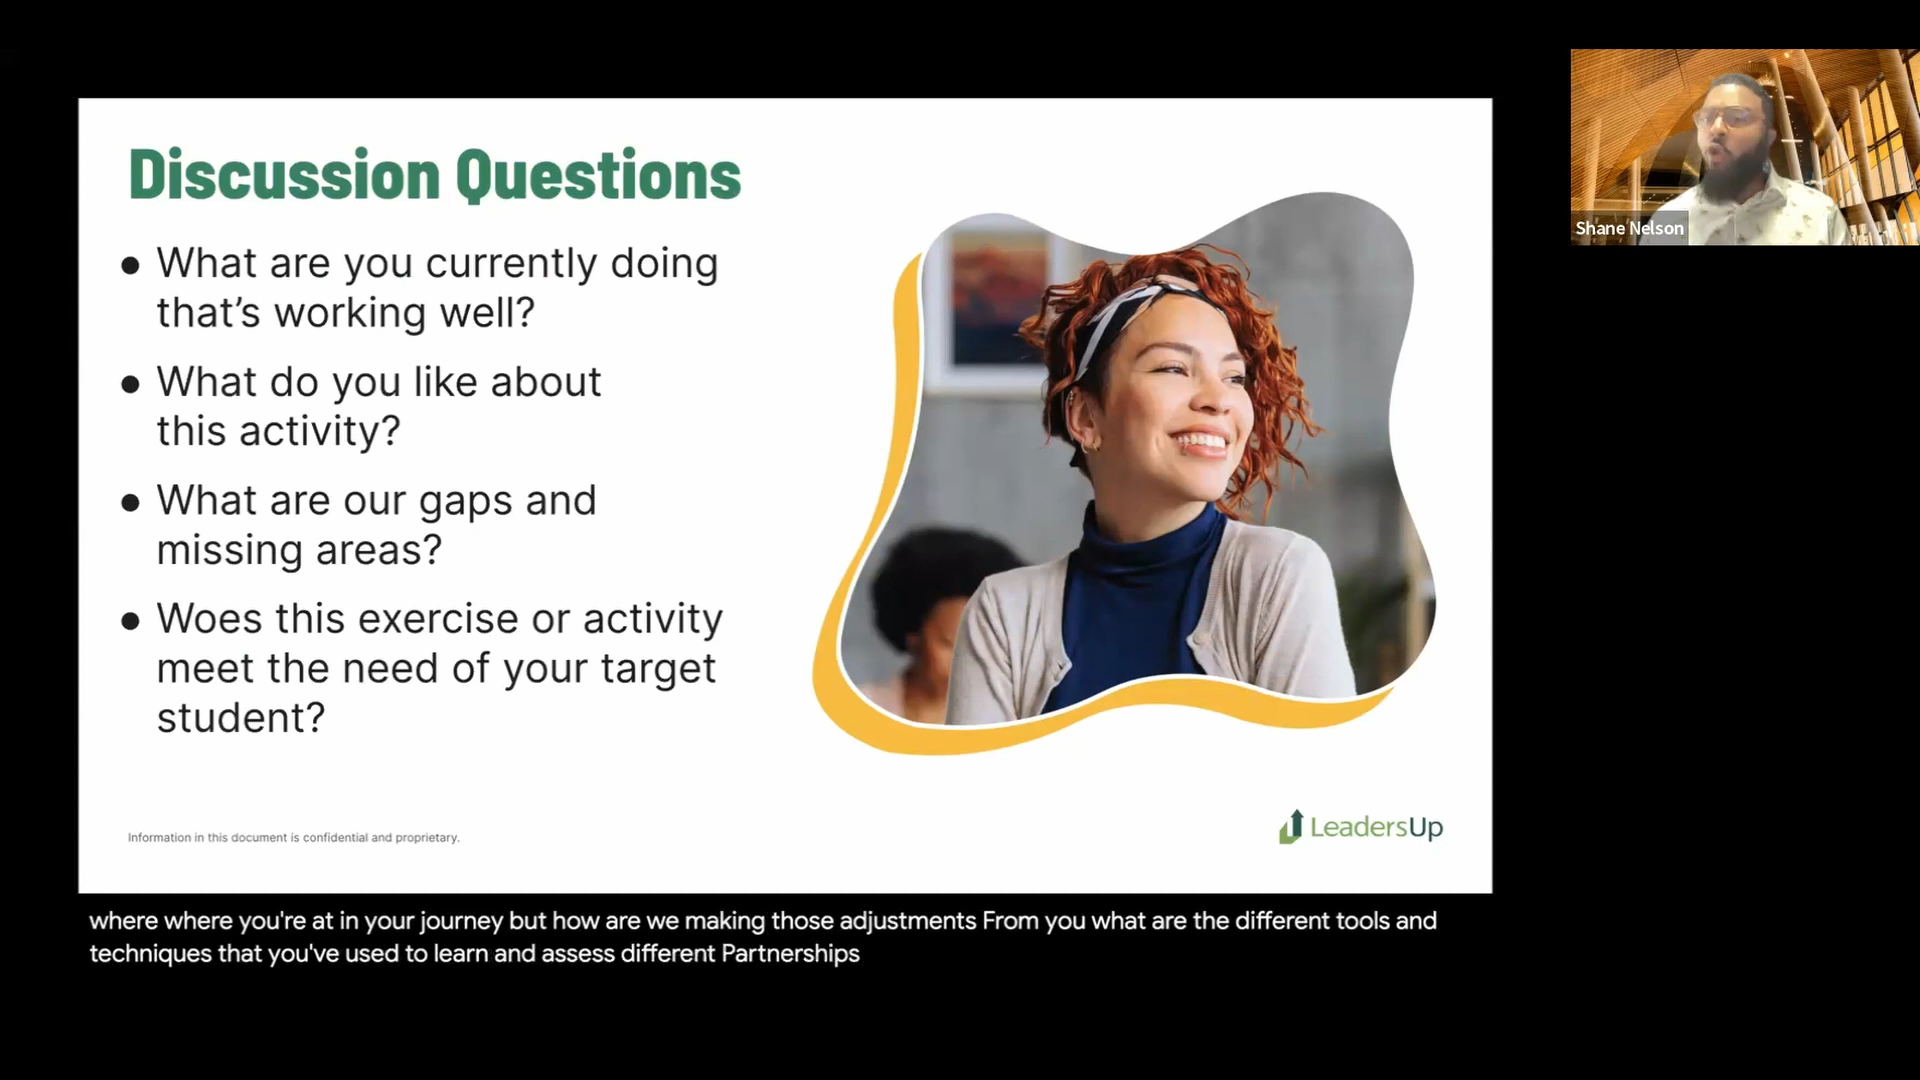 Discussion Questions
● What are you currently doing
that’s working well?
● What do you like about
this activity?
● What are our gaps and
missing areas?
● Woes this exercise or activity
meet the need of your target
student?
Information in this document is confidential and proprietary.
LeadersUp
Shane Nelson
where where you're at in your journey but how are we making those adjustments From you what are the different tools and
techniques that you've used to learn and assess different Partnerships